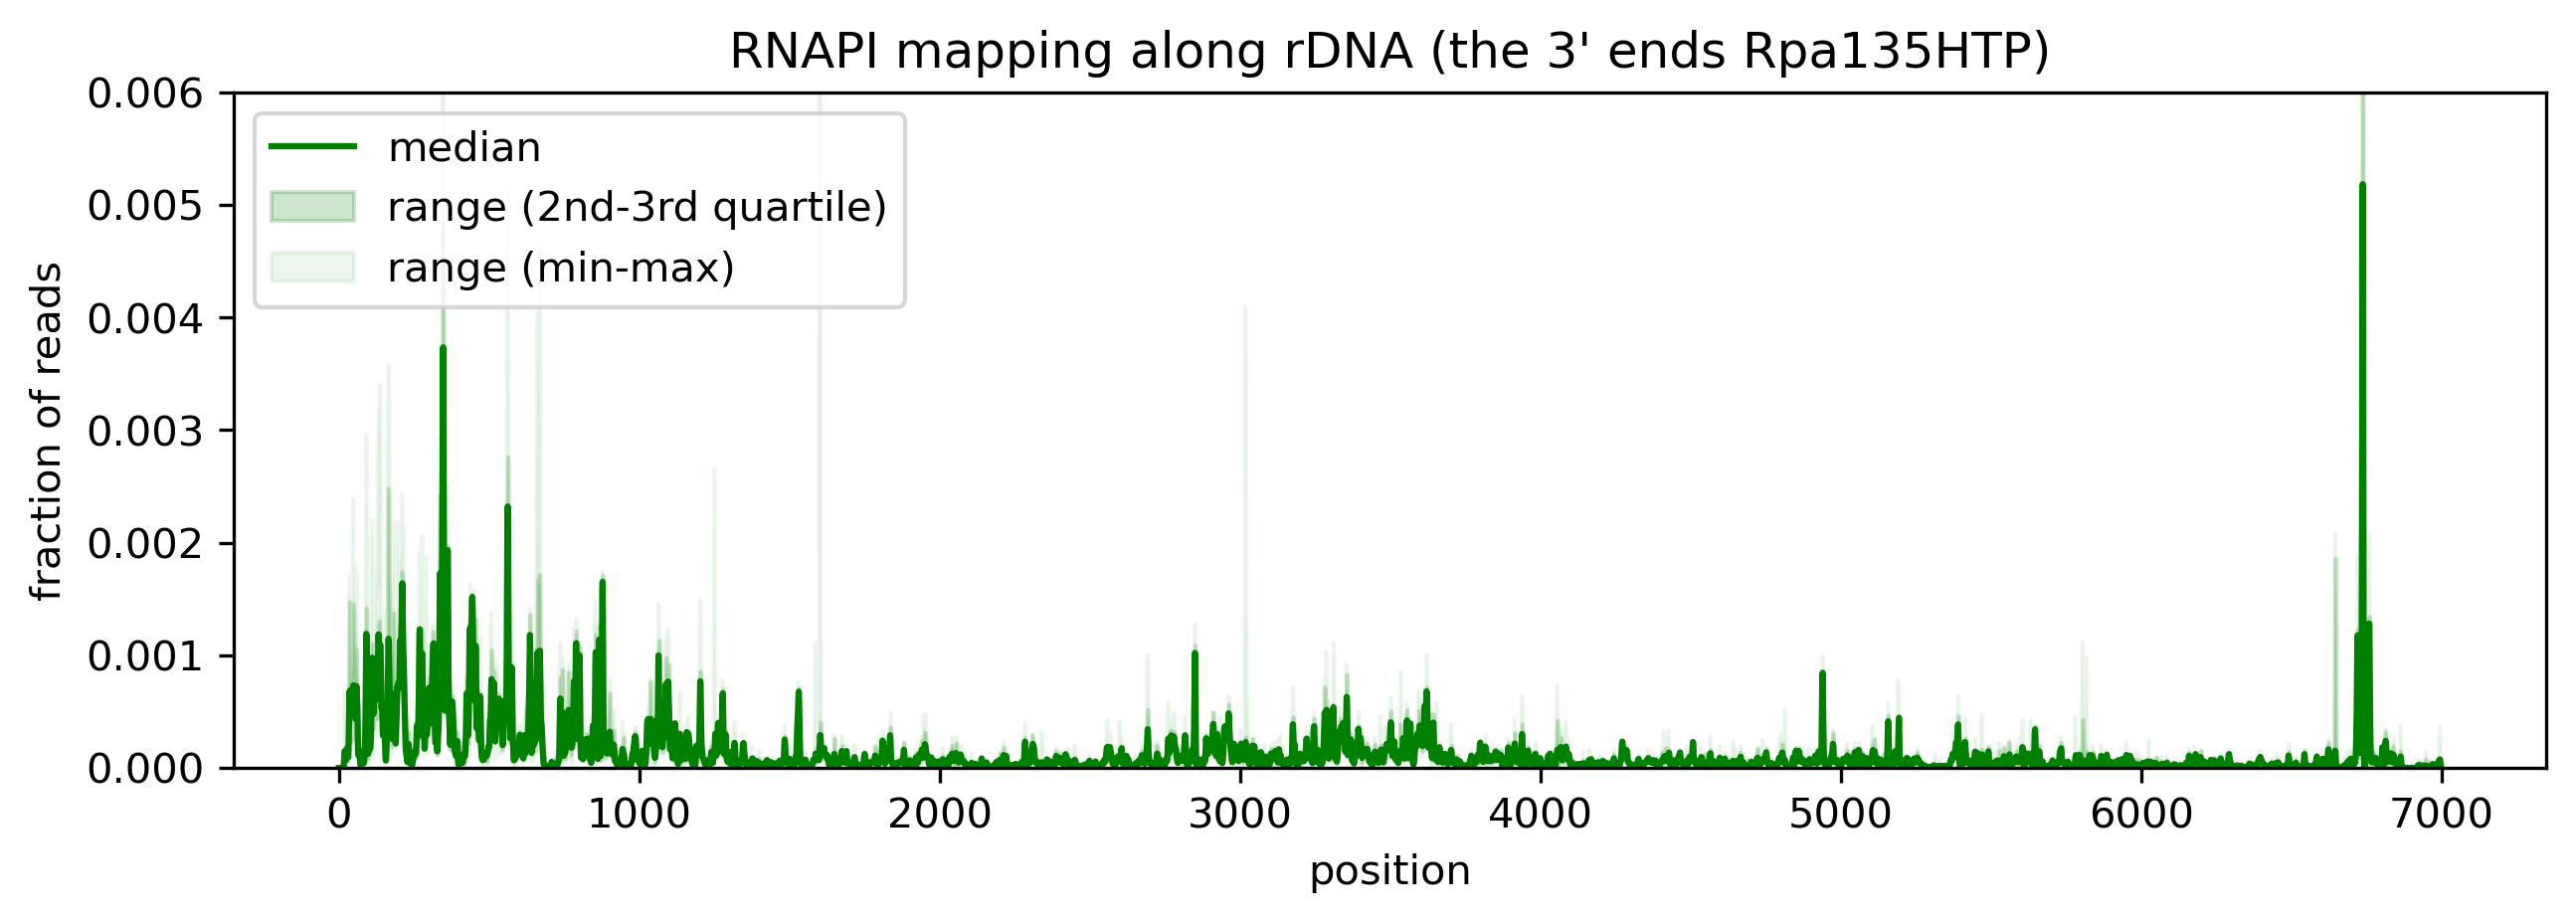 RNAPI mapping along rDNA (the 3' ends Rpa135HTP)
0.006
0.005
0.004
0.003
0.002
0.001
0.000
fraction of reads
median
range (2nd-3rd quartile)
range (min-max)
0 1000 2000 3000 4000 5000 6000 7000
position